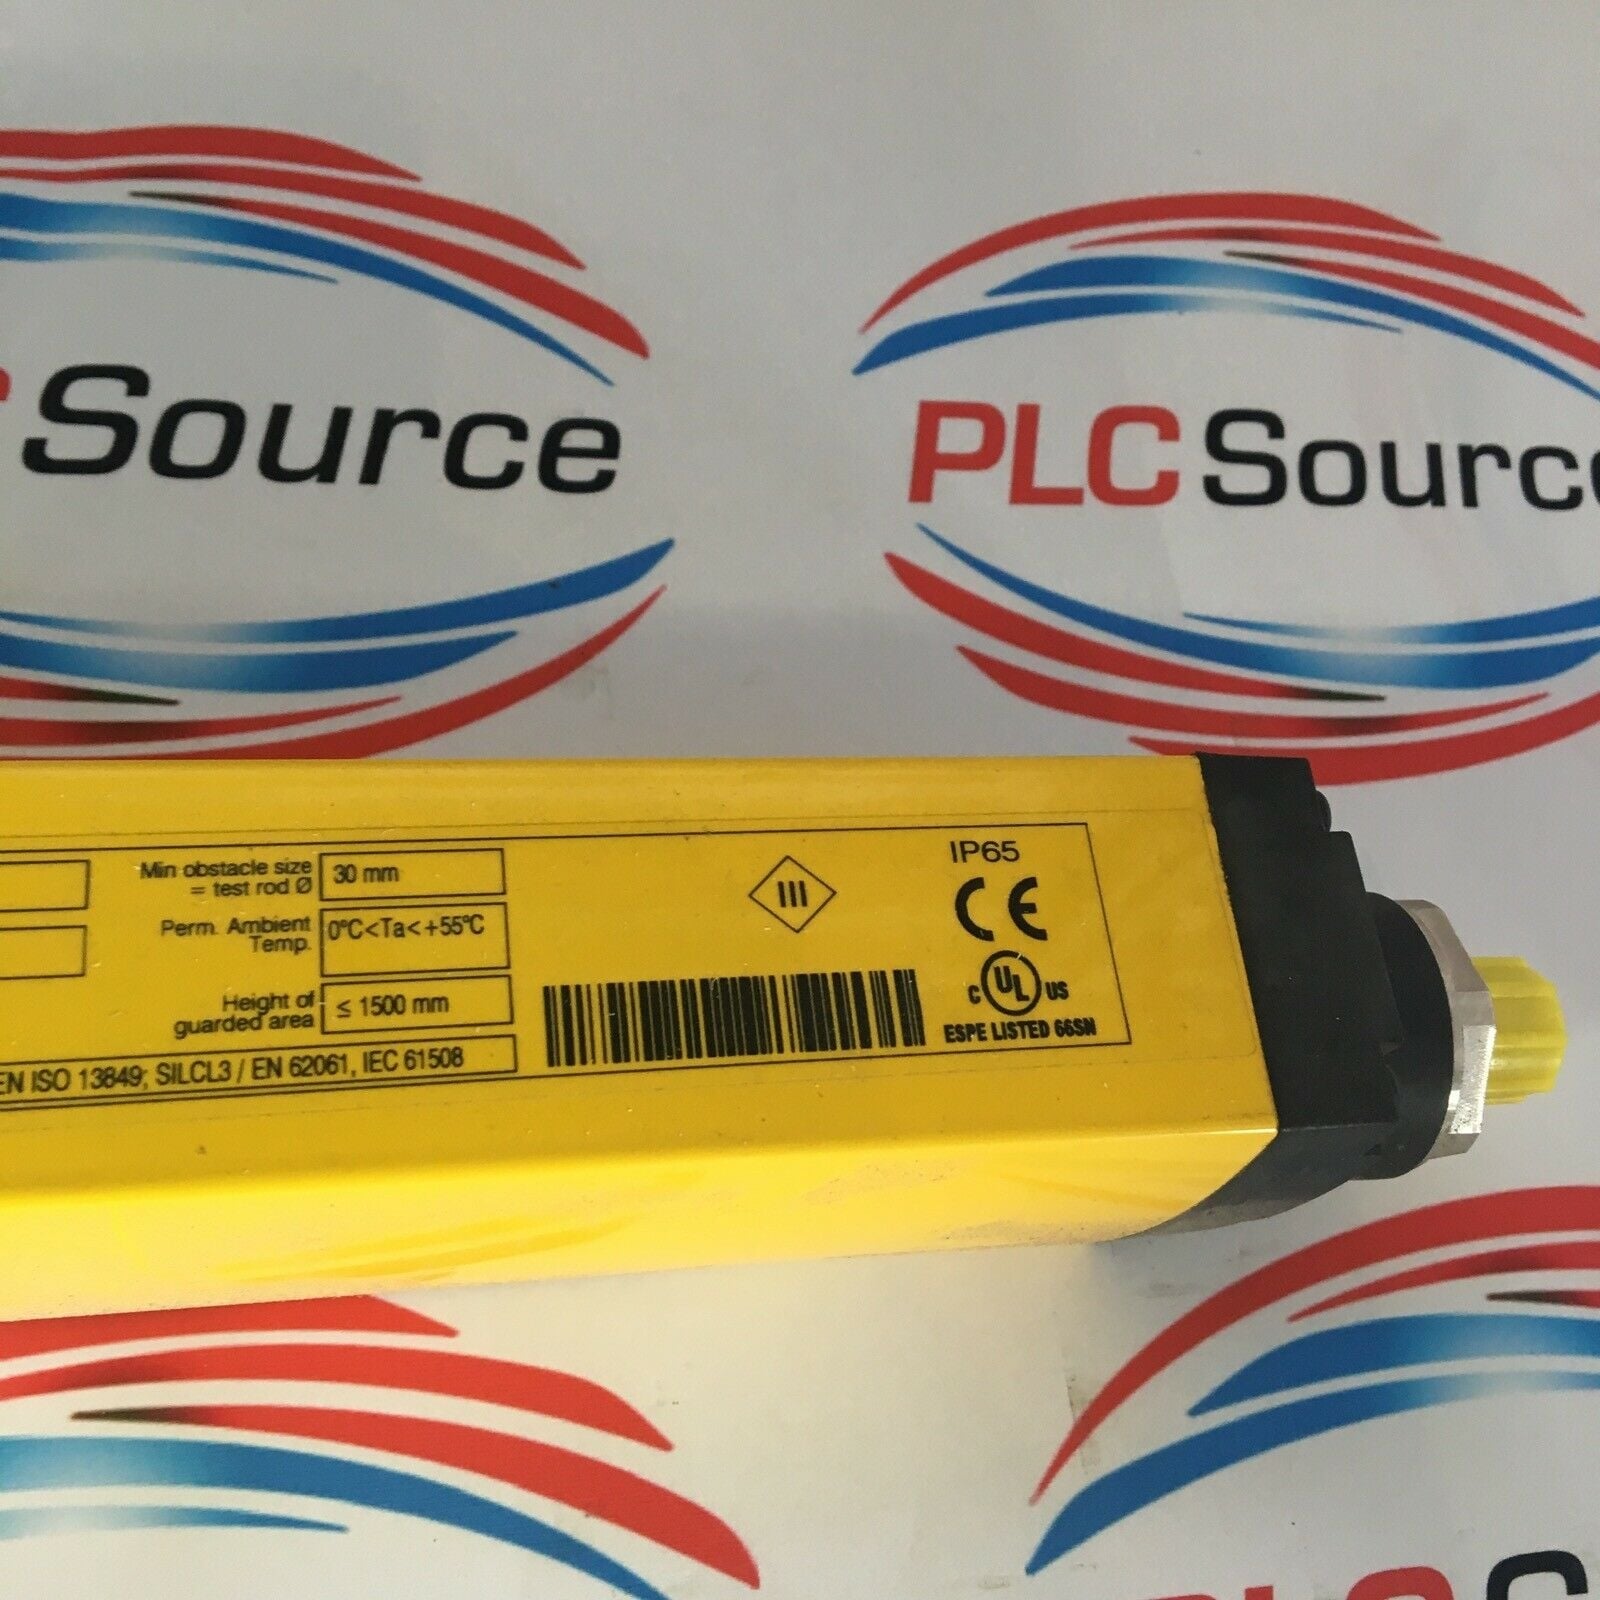 C Source
PLC Source
Min obstacle size
= test rod Ø
30 mm
Perm. Ambient
Temp.
0°C<Ta<+55°C
Height of
guarded area
≤ 1500 mm
EN ISO 13849; SILCL3 / EN 62061, IEC 61508
III
IP65
CE
C UL US
ESPE LISTED 66SN